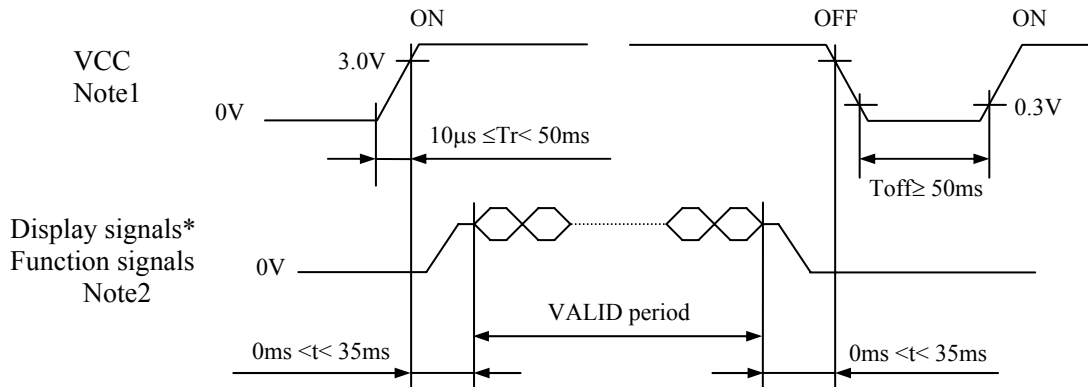 ON
OFF
ON
VCC
Note1
3.0V
0V
0.3V
10μs ≤Tr< 50ms
Toff≥ 50ms
Display signals*
Function signals
Note2
0V
VALID period
0ms <t< 35ms
0ms <t< 35ms